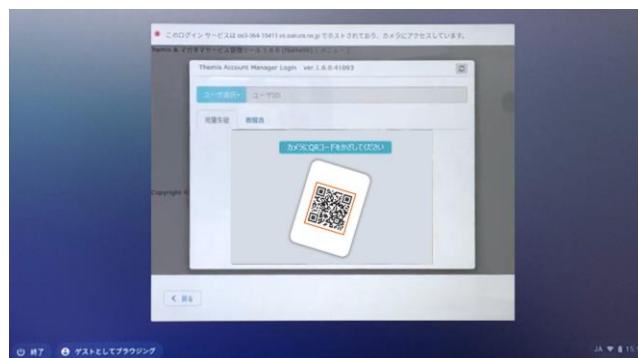 このログイン サービスは os3-364-15411.vs.sakura.ne.jp でホストされており、カメラにアクセスしています。
Themis Account Manager Login ver.1.6.0.41093
ユーザ選択
ユーザID
児童生徒 教職員
カメラにQRコードをかざしてください
Copyright
戻る
終了 ゲストとしてブラウジング
JA